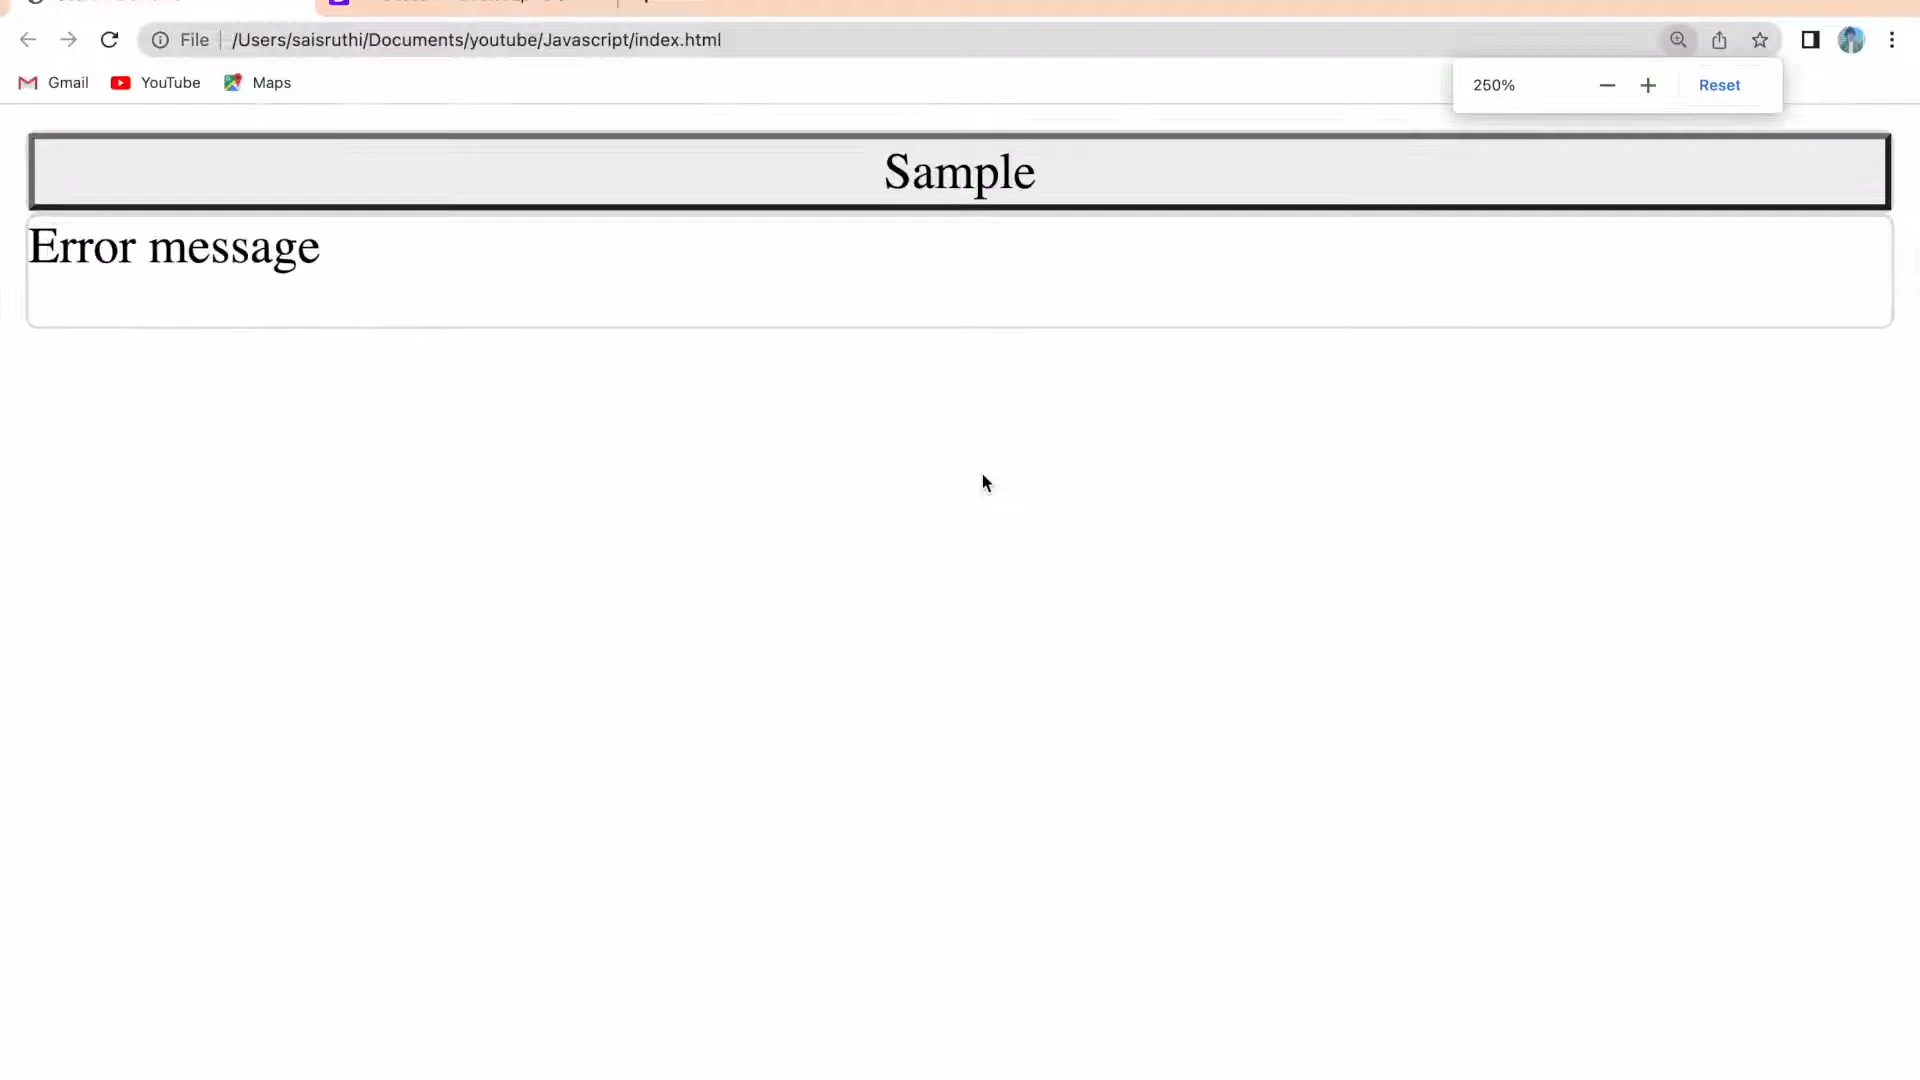 File /Users/saisruthi/Documents/youtube/Javascript/index.html
Gmail YouTube Maps
250% Reset
Sample
Error message